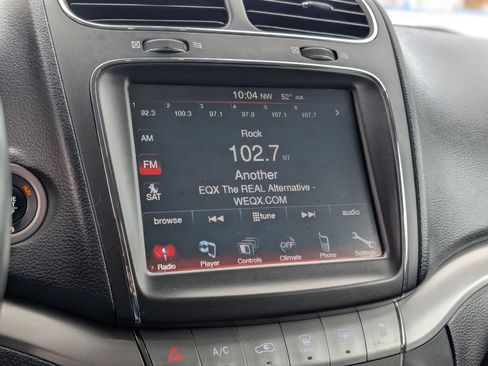 10:04 NW 52° out.
1 2 3 4 5 6
92.3 100.3 97.1 97.9 107.1 107.7
AM
Rock
FM
102.7 ST
Another
SAT
EQX The REAL Alternative -
WEQX.COM
browse tune audio
Radio Player Controls OFF Climate Phone Settings
A/C